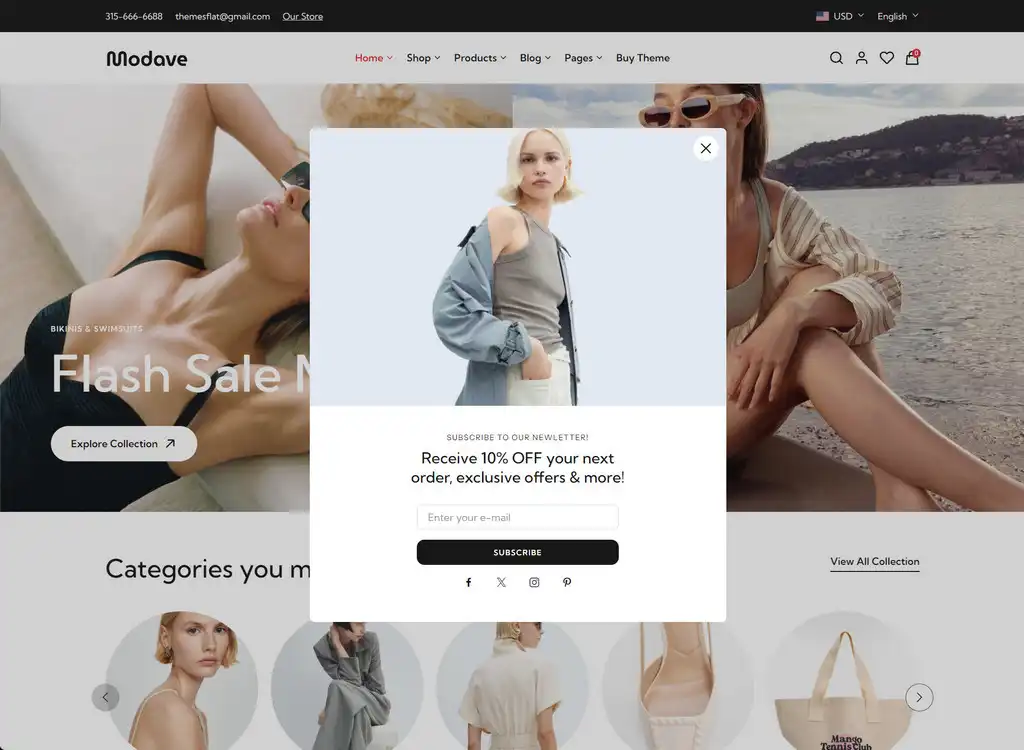 315-666-6688 themesflat@gmail.com Our Store USD English
Modave Home Shop Products Blog Pages Buy Theme 0
BIKINIS & SWIMSUITS
Flash Sale
Explore Collection
SUBSCRIBE TO OUR NEWLETTER!
Receive 10% OFF your next
order, exclusive offers & more!
Enter your e-mail
SUBSCRIBE
Categories you
View All Collection
Mango
Tennis Club